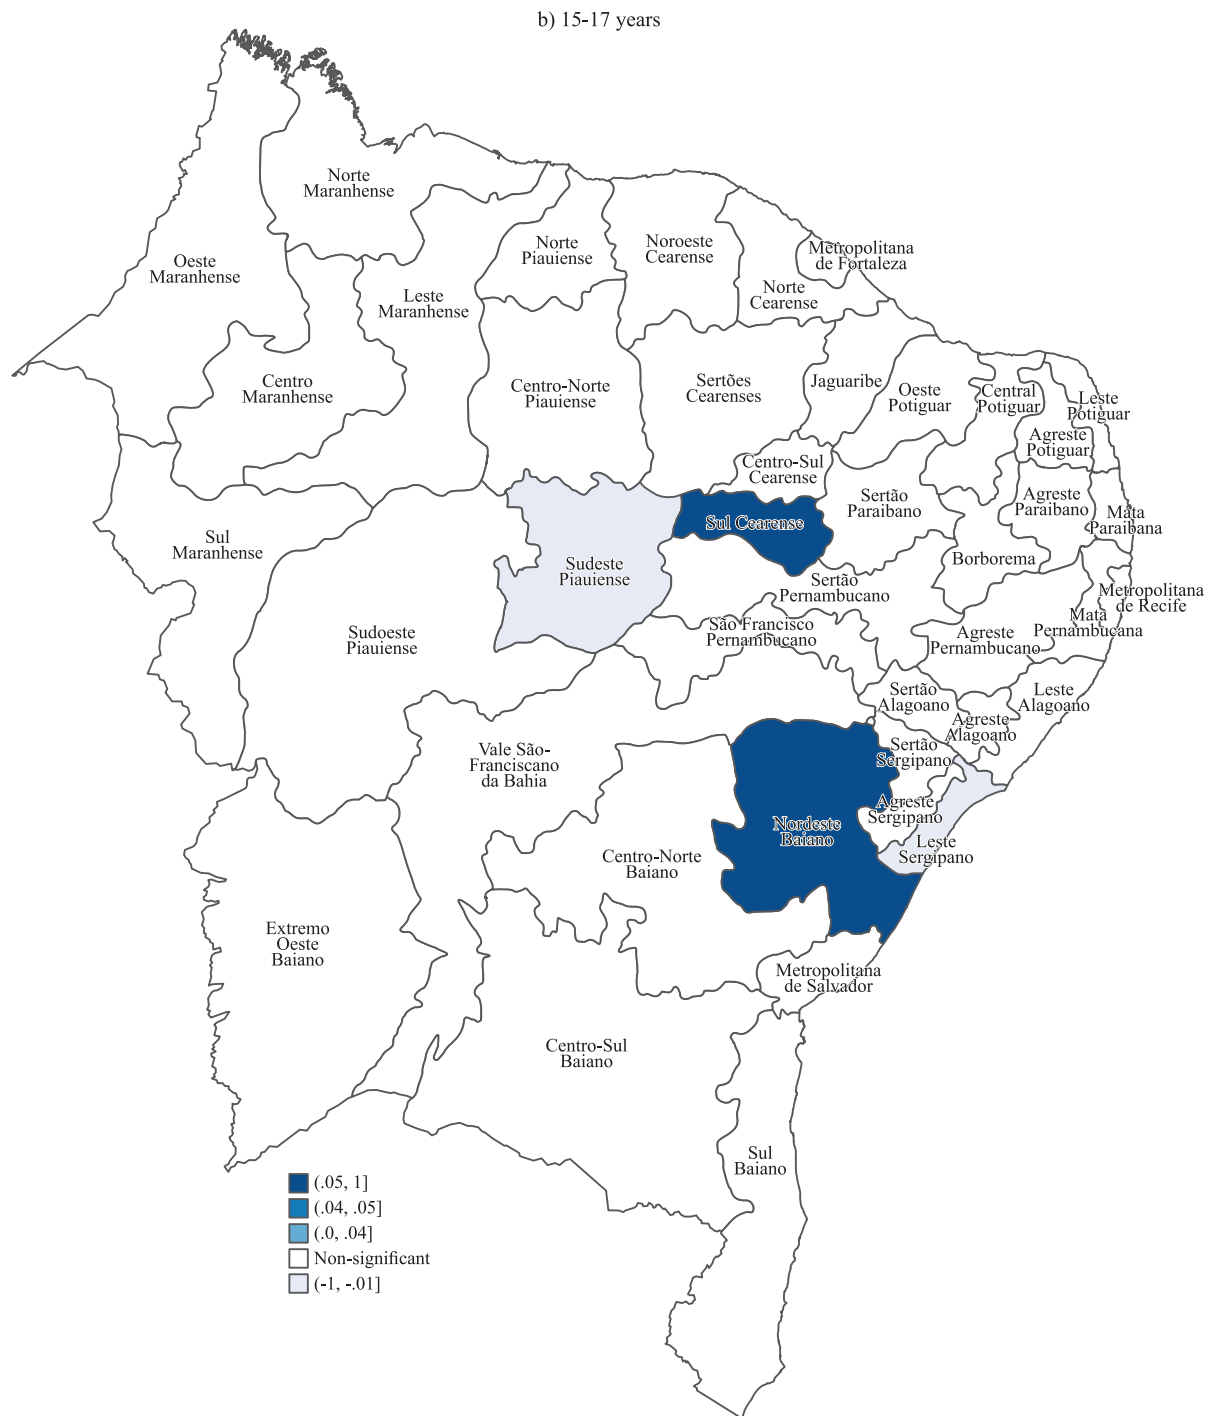 b) 15-17 years
Norte
Maranhense
Oeste
Maranhense
Leste
Maranhense
Norte
Piauiense
Noroeste
Cearense
Metropolitana
de Fortaleza
Norte
Cearense
Centro
Maranhense
Centro-Norte
Piauiense
Sertões
Cearenses
Jaguaribe
Oeste
Potiguar
Central
Potiguar
Leste
Potiguar
Agreste
Potiguar
Centro-Sul
Cearense
Sertão
Paraibano
Agreste
Paraibano
Mata
Paraibana
Sul Cearense
Sul
Maranhense
Sudeste
Piauiense
Borborema
Sertão
Pernambucano
Metropolitana
de Recife
Mata
Pernambucana
São Francisco
Pernambucano
Agreste
Pernambucano
Sudoeste
Piauiense
Sertão
Alagoano
Leste
Alagoano
Agreste
Alagoano
Sertão
Sergipano
Vale São-
Franciscano
da Bahia
Agreste
Sergipano
Nordeste
Baiano
Leste
Sergipano
Centro-Norte
Baiano
Extremo
Oeste
Baiano
Metropolitana
de Salvador
Centro-Sul
Baiano
Sul
Baiano
(.05, 1]
(.04, .05]
(.0, .04]
Non-significant
(-1, -.01]